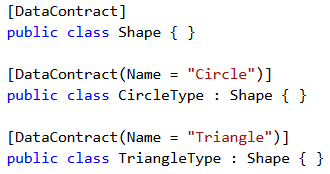 [DataContract]
public class Shape { }
[DataContract(Name = "Circle")]
public class CircleType : Shape { }
[DataContract(Name = "Triangle")]
public class TriangleType : Shape { }